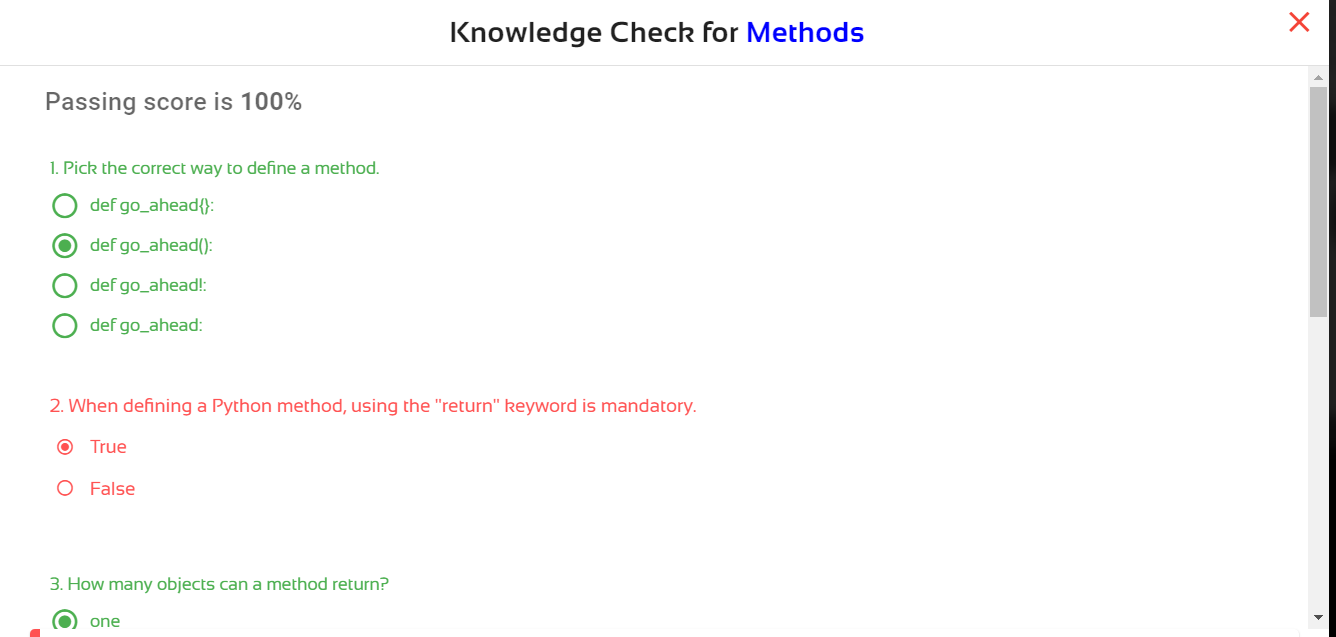 Knowledge Check for Methods
Passing score is 100%
1. Pick the correct way to define a method.
def go_ahead{}:
def go_ahead():
def go_ahead!:
def go_ahead:
2. When defining a Python method, using the "return" keyword is mandatory.
True
False
3. How many objects can a method return?
one